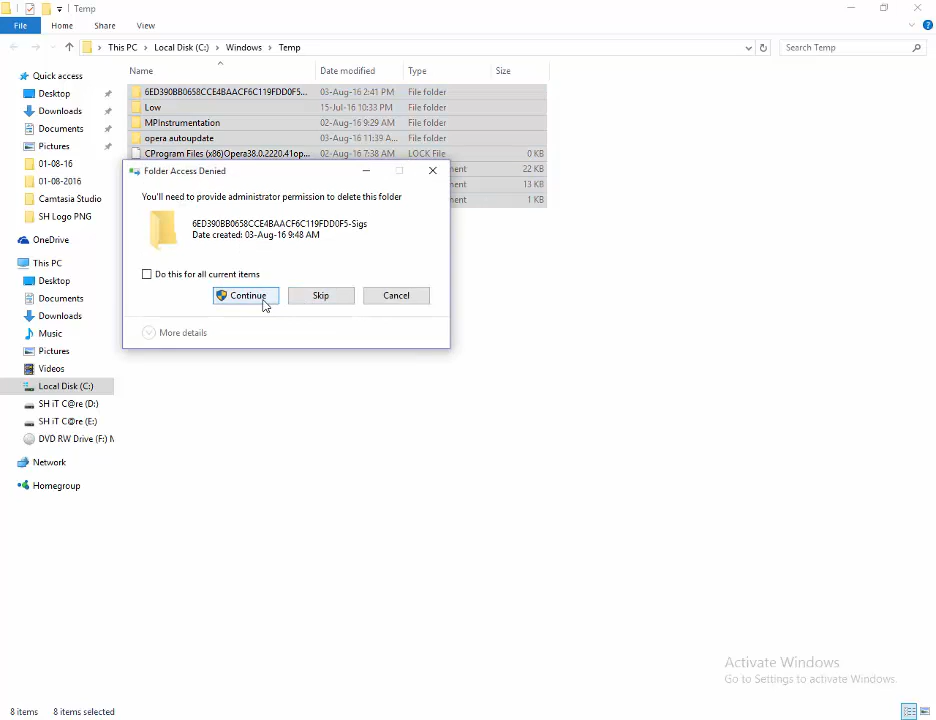 Temp
File Home Share View
This PC Local Disk (C:) Windows Temp
Search Temp
Name Date modified Type Size
6ED390BB0658CCE4BAACF6C119FDD0F5... 03-Aug-16 2:41 PM File folder
Low 15-Jul-16 10:33 PM File folder
MPInstrumentation 02-Aug-16 9:29 AM File folder
opera autoupdate 03-Aug-16 11:39 A... File folder
CProgram Files (x86)Opera38.0.2220.41op... 02-Aug-16 7:38 AM LOCK File 0 KB
ment 22 KB
ment 13 KB
ment 1 KB
Quick access
Desktop
Downloads
Documents
Pictures
01-08-16
01-08-2016
Camtasia Studio
SH Logo PNG
OneDrive
This PC
Desktop
Documents
Downloads
Music
Pictures
Videos
Local Disk (C:)
SH iT C@re (D:)
SH iT C@re (E:)
DVD RW Drive (F:) M
Network
Homegroup
Folder Access Denied
You'll need to provide administrator permission to delete this folder
6ED390BB0658CCE4BAACF6C119FDD0F5-Sigs
Date created: 03-Aug-16 9:48 AM
Do this for all current items
Continue Skip Cancel
More details
Activate Windows
Go to Settings to activate Windows.
8 items 8 items selected